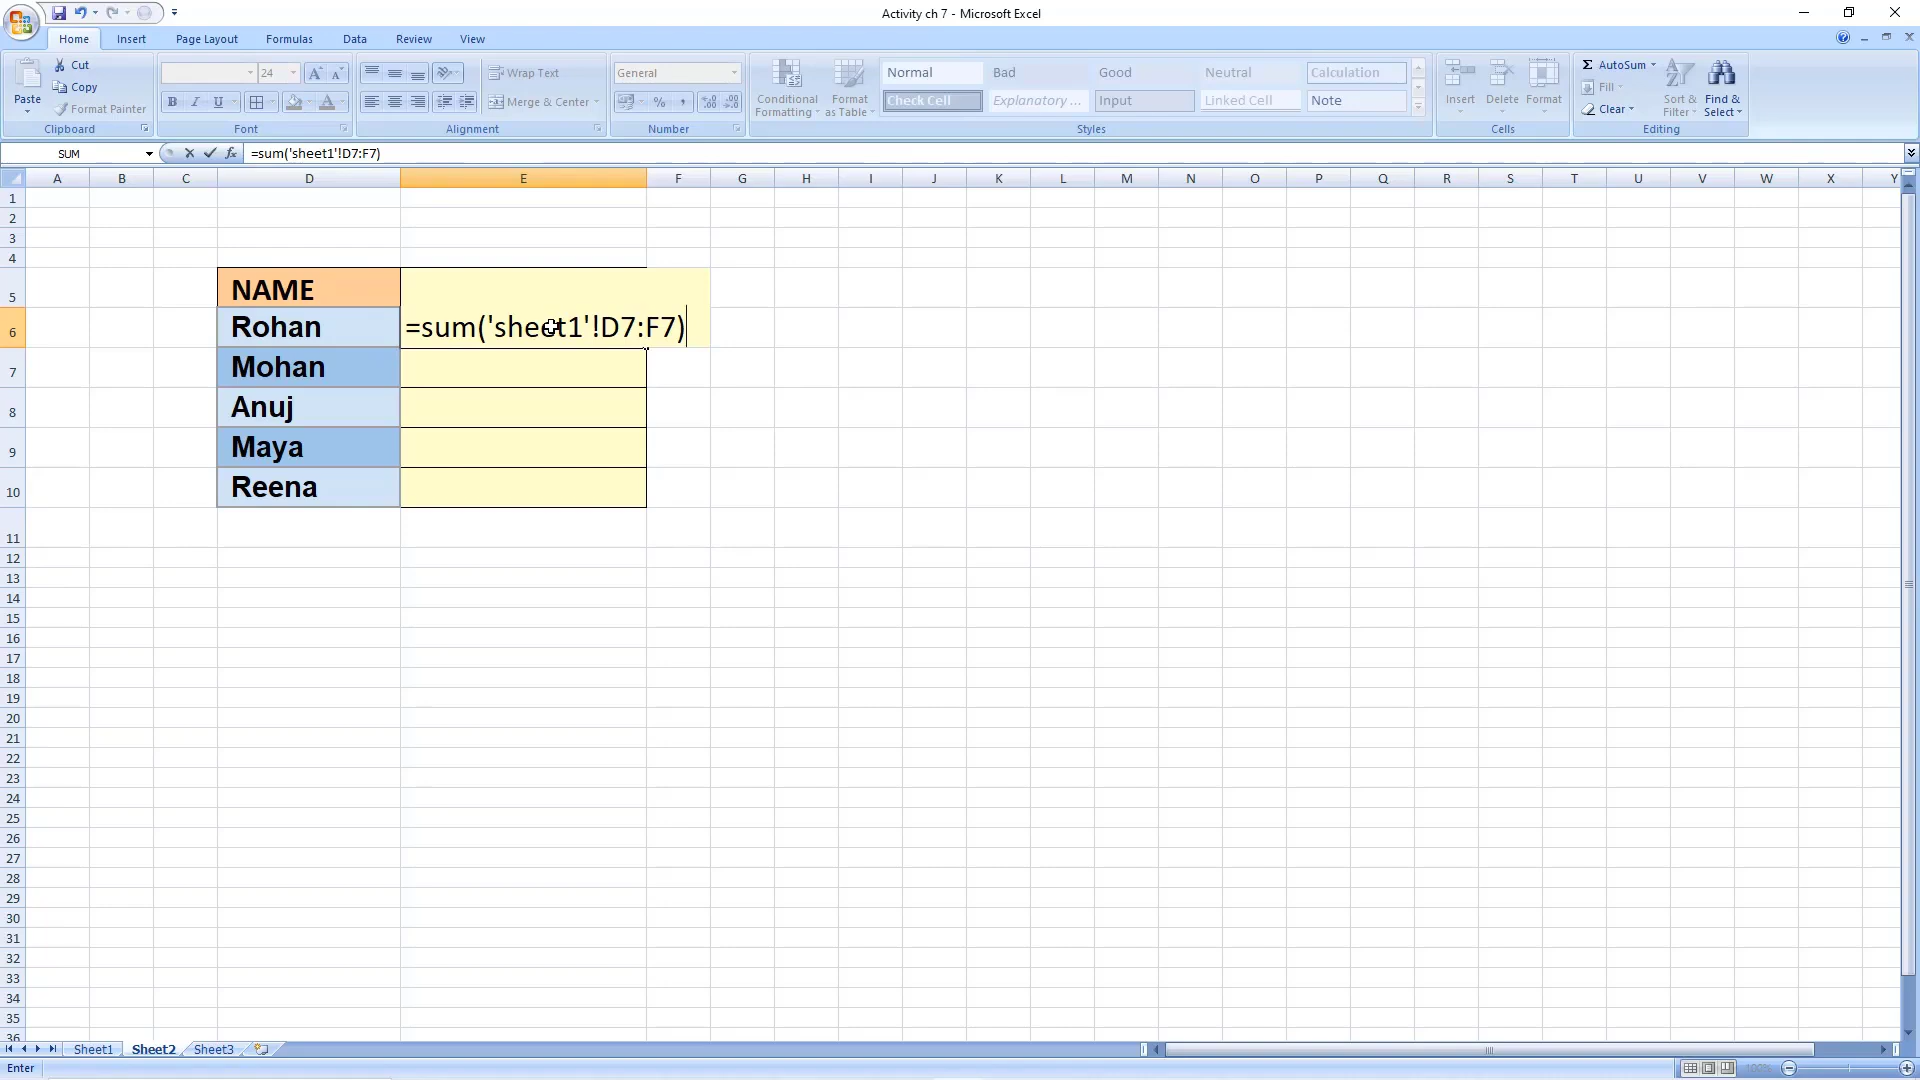 Activity ch 7 - Microsoft Excel
Home Insert Page Layout Formulas Data Review View
Cut
Copy
Format Painter
Paste
Clipboard
24
B I U
Font
Wrap Text
Merge & Center
Alignment
General
%
Number
Conditional Formatting
Format as Table
Normal Bad Good Neutral Calculation
Check Cell Explanatory ... Input Linked Cell Note
Styles
Insert Delete Format
Cells
Σ AutoSum
Fill
Clear
Sort & Filter
Find & Select
Editing
SUM
fx
=sum('sheet1'!D7:F7)
A B C D E F G H I J K L M N O P Q R S T U V W X Y
1
2
3
4
5 NAME
6 Rohan =sum('sheet1'!D7:F7)
7 Mohan
8 Anuj
9 Maya
10 Reena
11
12
13
14
15
16
17
18
19
20
21
22
23
24
25
26
27
28
29
30
31
32
33
34
35
36
Sheet1 Sheet2 Sheet3
Enter
100%